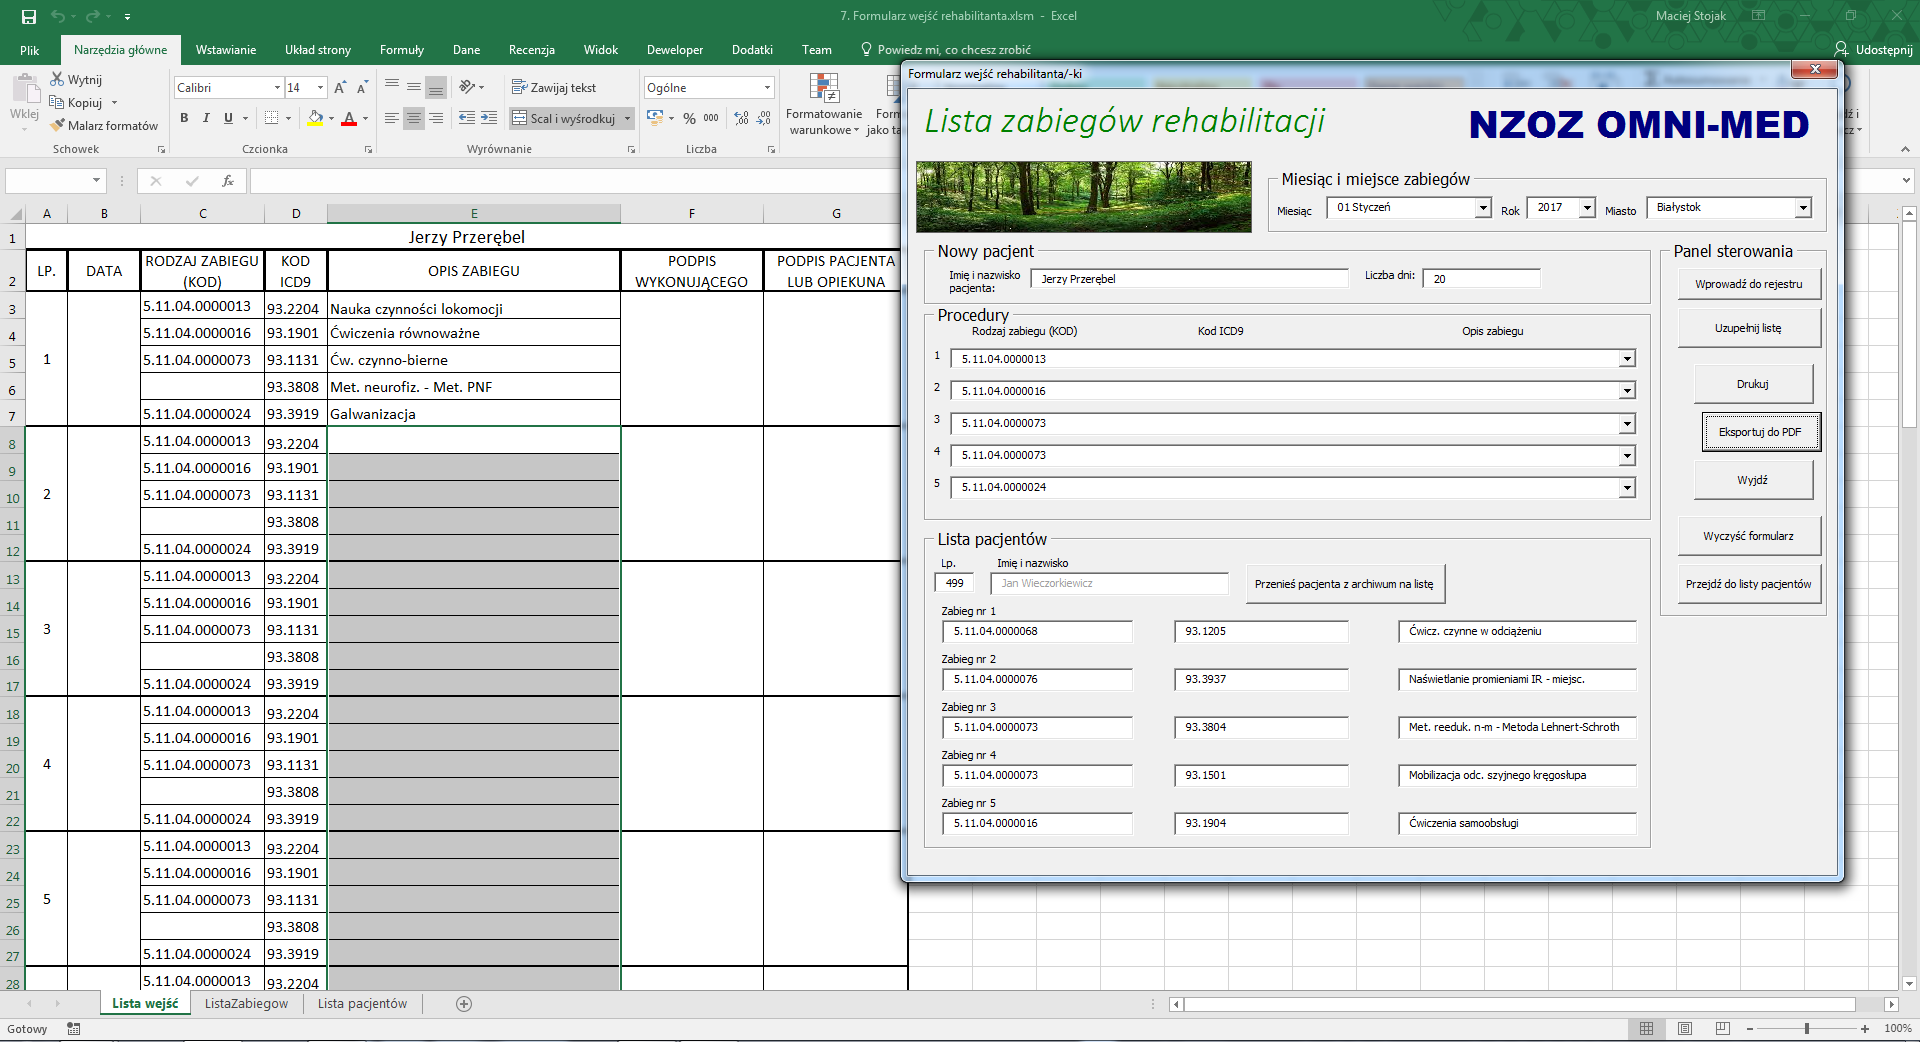 7. Formularz wejść rehabilitanta.xlsm - Excel
Maciej Stojak
Plik
Narzędzia główne
Wstawianie
Układ strony
Formuły
Dane
Recenzja
Widok
Deweloper
Dodatki
Team
Powiedz mi, co chcesz zrobić
Udostępnij
Wklej
Wytnij
Kopiuj
Malarz formatów
Schowek
Calibri
14
B I U
Czcionka
Zawijaj tekst
Scal i wyśrodkuj
Wyrównanie
Ogólne
% 000
Liczba
Formatowanie
warunkowe
Form
jako ta
fx
A B C D E F G
1 Jerzy Przerębel
2 LP. DATA RODZAJ ZABIEGU (KOD) KOD ICD9 OPIS ZABIEGU PODPIS WYKONUJĄCEGO PODPIS PACJENTA LUB OPIEKUNA
1
3 5.11.04.0000013 93.2204 Nauka czynności lokomocji
4 5.11.04.0000016 93.1901 Ćwiczenia równoważne
5 5.11.04.0000073 93.1131 Ćw. czynno-bierne
6 93.3808 Met. neurofiz. - Met. PNF
7 5.11.04.0000024 93.3919 Galwanizacja
2
8 5.11.04.0000013 93.2204
9 5.11.04.0000016 93.1901
10 5.11.04.0000073 93.1131
11 93.3808
12 5.11.04.0000024 93.3919
3
13 5.11.04.0000013 93.2204
14 5.11.04.0000016 93.1901
15 5.11.04.0000073 93.1131
16 93.3808
17 5.11.04.0000024 93.3919
4
18 5.11.04.0000013 93.2204
19 5.11.04.0000016 93.1901
20 5.11.04.0000073 93.1131
21 93.3808
22 5.11.04.0000024 93.3919
5
23 5.11.04.0000013 93.2204
24 5.11.04.0000016 93.1901
25 5.11.04.0000073 93.1131
26 93.3808
27 5.11.04.0000024 93.3919
28 5.11.04.0000013 93.2204
Lista wejść
ListaZabiegow
Lista pacjentów
Gotowy
100%
Formularz wejść rehabilitanta/-ki
Lista zabiegów rehabilitacji
NZOZ OMNI-MED
Miesiąc i miejsce zabiegów
Miesiąc 01 Styczeń Rok 2017 Miasto Białystok
Nowy pacjent
Imię i nazwisko pacjenta: Jerzy Przerębel Liczba dni: 20
Procedury
Rodzaj zabiegu (KOD) Kod ICD9 Opis zabiegu
1 5.11.04.0000013
2 5.11.04.0000016
3 5.11.04.0000073
4 5.11.04.0000073
5 5.11.04.0000024
Panel sterowania
Wprowadź do rejestru
Uzupełnij listę
Drukuj
Eksportuj do PDF
Wyjdź
Wyczyść formularz
Przejdź do listy pacjentów
Lista pacjentów
Lp. Imię i nazwisko
499 Jan Wieczorkiewicz Przenieś pacjenta z archiwum na listę
Zabieg nr 1
5.11.04.0000068 93.1205 Ćwicz. czynne w odciążeniu
Zabieg nr 2
5.11.04.0000076 93.3937 Naświetlanie promieniami IR - miejsc.
Zabieg nr 3
5.11.04.0000073 93.3804 Met. reeduk. n-m - Metoda Lehnert-Schroth
Zabieg nr 4
5.11.04.0000073 93.1501 Mobilizacja odc. szyjnego kręgosłupa
Zabieg nr 5
5.11.04.0000016 93.1904 Ćwiczenia samoobsługi